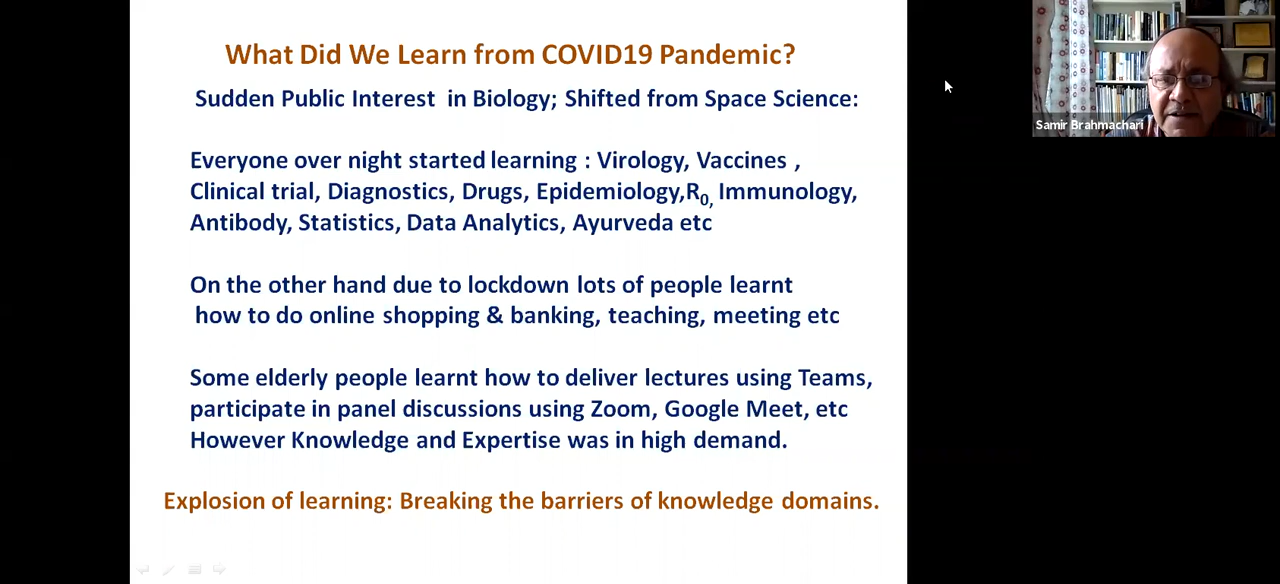 What Did We Learn from COVID19 Pandemic?
Sudden Public Interest in Biology; Shifted from Space Science:
Samir Brahmachari
Everyone over night started learning : Virology, Vaccines ,
Clinical trial, Diagnostics, Drugs, Epidemiology,R0, Immunology,
Antibody, Statistics, Data Analytics, Ayurveda etc
On the other hand due to lockdown lots of people learnt
how to do online shopping & banking, teaching, meeting etc
Some elderly people learnt how to deliver lectures using Teams,
participate in panel discussions using Zoom, Google Meet, etc
However Knowledge and Expertise was in high demand.
Explosion of learning: Breaking the barriers of knowledge domains.